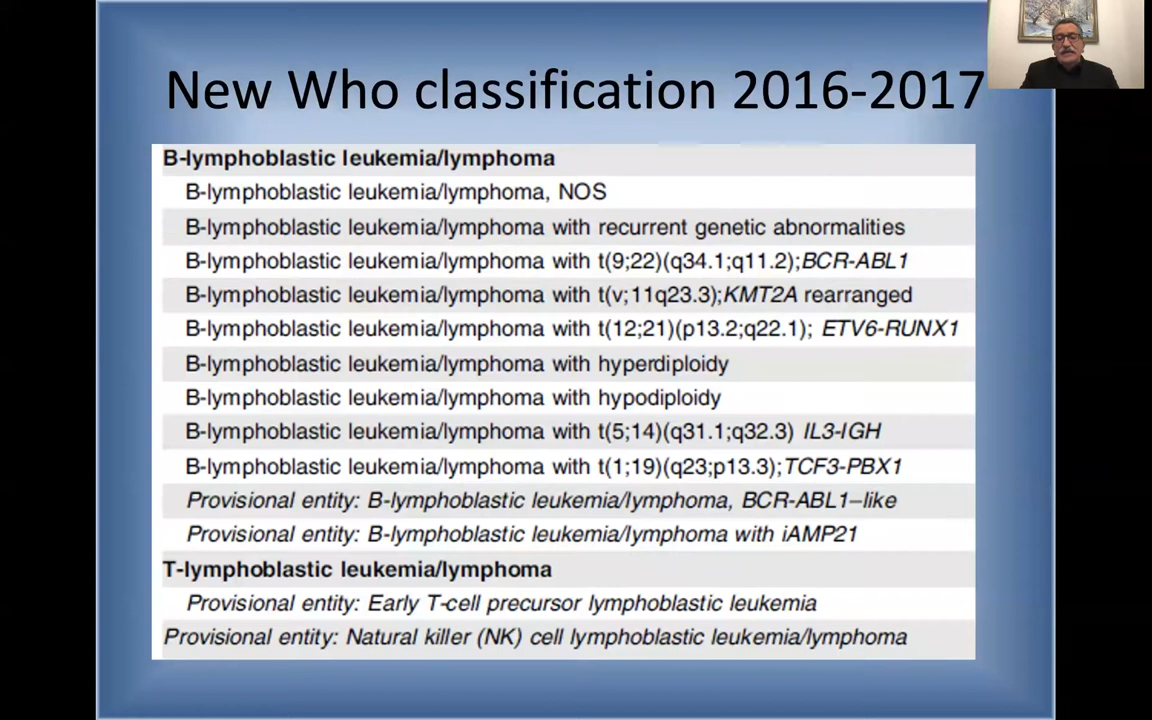 New Who classification 2016-2017
B-lymphoblastic leukemia/lymphoma
B-lymphoblastic leukemia/lymphoma, NOS
B-lymphoblastic leukemia/lymphoma with recurrent genetic abnormalities
B-lymphoblastic leukemia/lymphoma with t(9;22)(q34.1;q11.2);BCR-ABL1
B-lymphoblastic leukemia/lymphoma with t(v;11q23.3);KMT2A rearranged
B-lymphoblastic leukemia/lymphoma with t(12;21)(p13.2;q22.1); ETV6-RUNX1
B-lymphoblastic leukemia/lymphoma with hyperdiploidy
B-lymphoblastic leukemia/lymphoma with hypodiploidy
B-lymphoblastic leukemia/lymphoma with t(5;14)(q31.1;q32.3) IL3-IGH
B-lymphoblastic leukemia/lymphoma with t(1;19)(q23;p13.3);TCF3-PBX1
Provisional entity: B-lymphoblastic leukemia/lymphoma, BCR-ABL1–like
Provisional entity: B-lymphoblastic leukemia/lymphoma with iAMP21
T-lymphoblastic leukemia/lymphoma
Provisional entity: Early T-cell precursor lymphoblastic leukemia
Provisional entity: Natural killer (NK) cell lymphoblastic leukemia/lymphoma